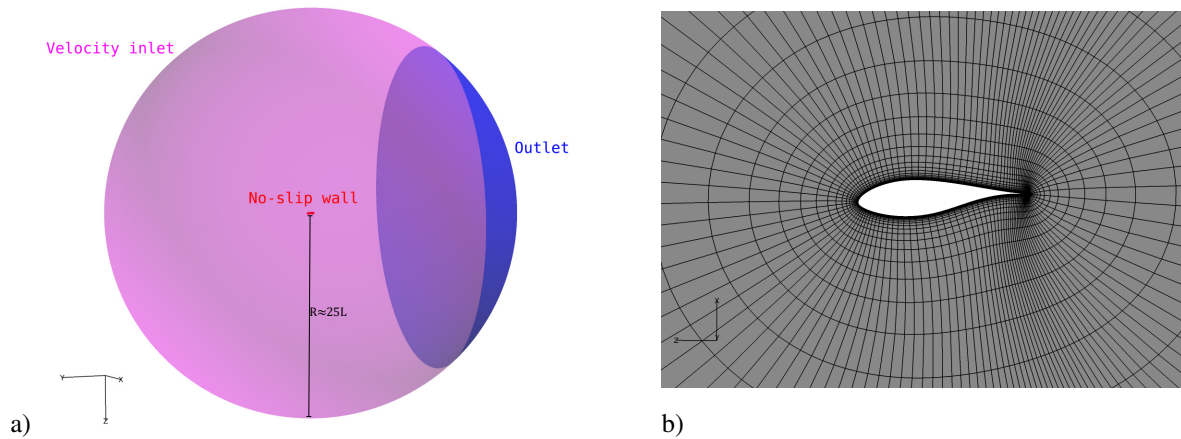 Velocity inlet
Outlet
No-slip wall
R≈25L
Y
X
Z
a)
X
Z
Y
b)